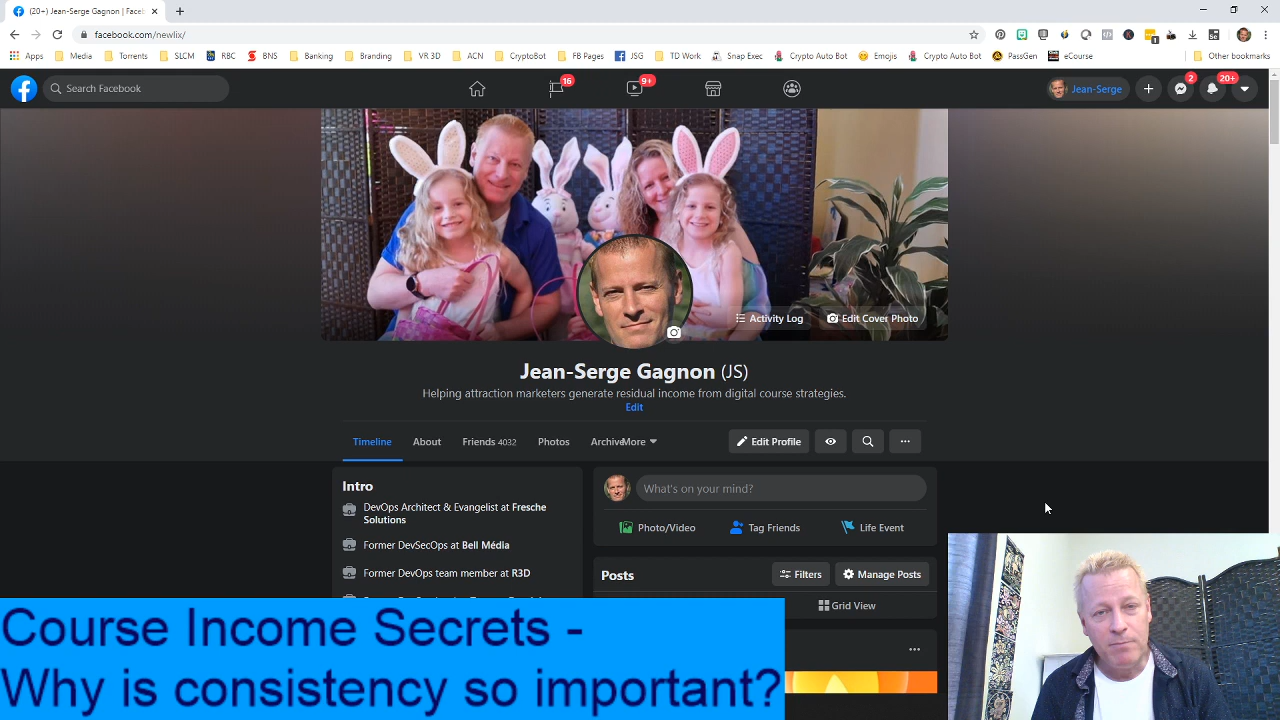 (20+) Jean-Serge Gagnon | Faceb
facebook.com/newlix/
Apps Media Torrents SLCM RBC BNS Banking Branding VR 3D ACN CryptoBot FB Pages JSG TD Work Snap Exec Crypto Auto Bot Emojis Crypto Auto Bot PassGen eCourse Other bookmarks
Search Facebook 16 9+ Jean-Serge 2 20+
Activity Log Edit Cover Photo
Jean-Serge Gagnon (JS)
Helping attraction marketers generate residual income from digital course strategies.
Edit
Timeline About Friends 4032 Photos Archive More Edit Profile
Intro
DevOps Architect & Evangelist at Fresche
Solutions
Former DevSecOps at Bell Média
Former DevOps team member at R3D
What's on your mind?
Photo/Video Tag Friends Life Event
Posts Filters Manage Posts
Grid View
Course Income Secrets -
Why is consistency so important?